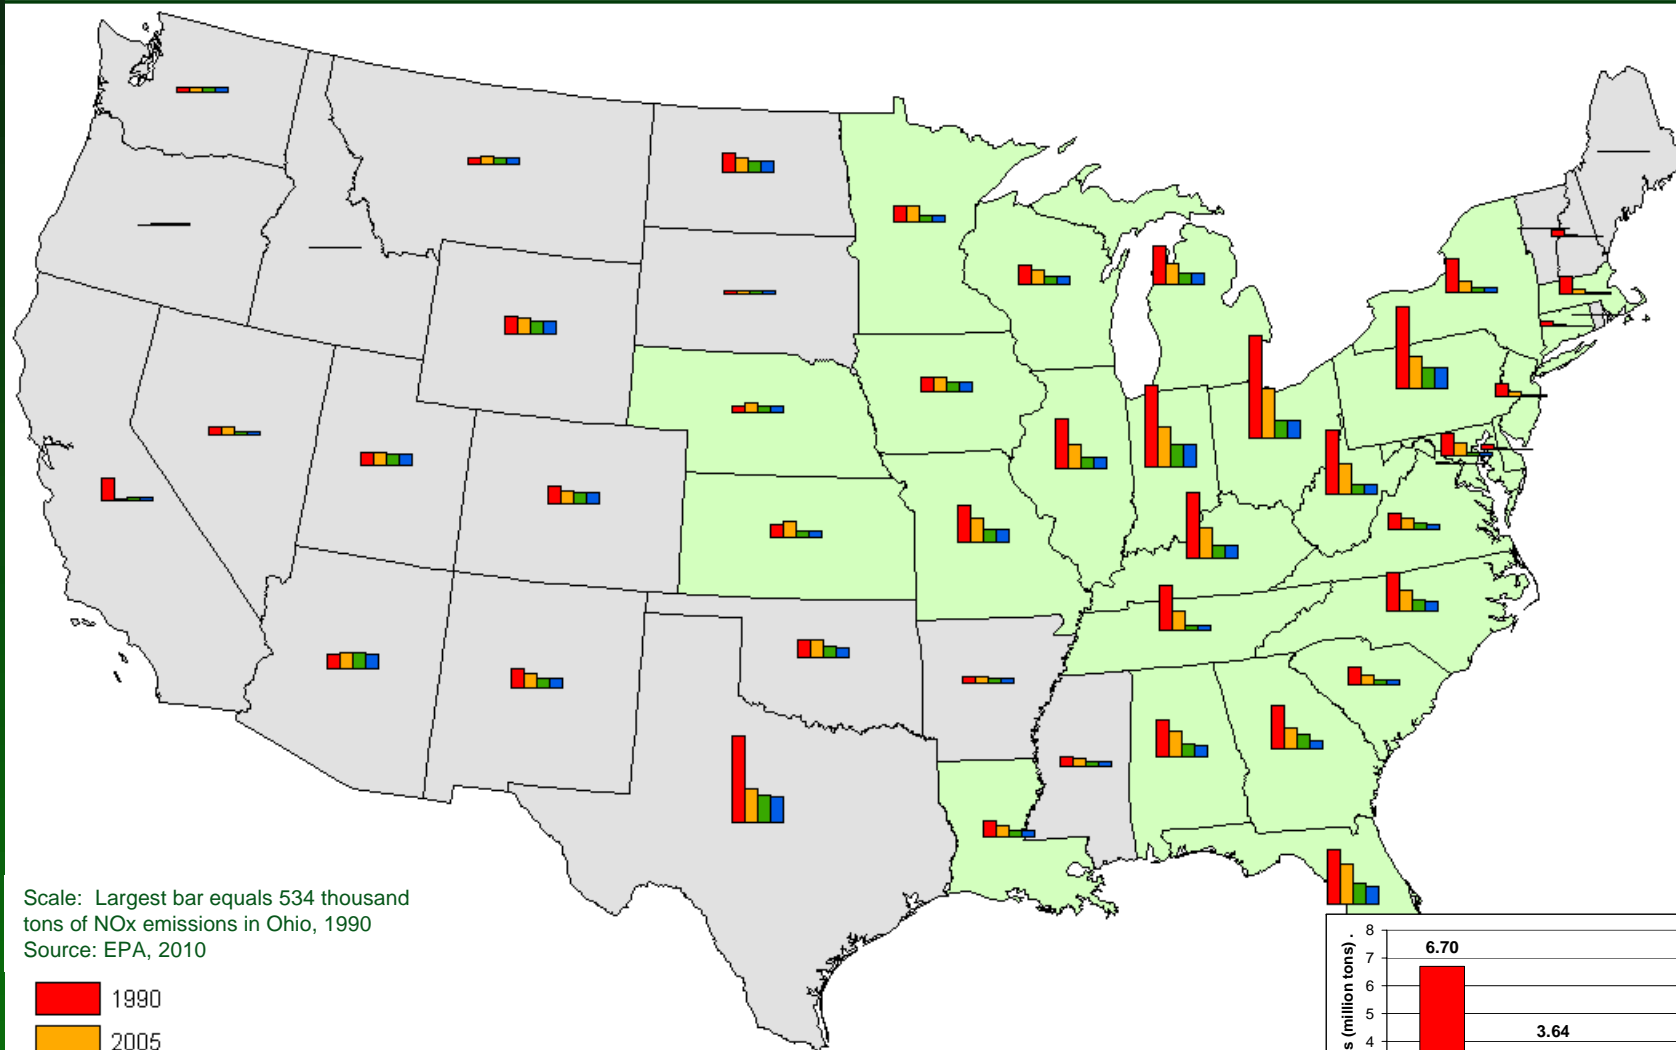 Scale: Largest bar equals 534 thousand
tons of NOx emissions in Ohio, 1990
Source: EPA, 2010
1990
2005
s (million tons) .
8
7
6
5
4
6.70
3.64